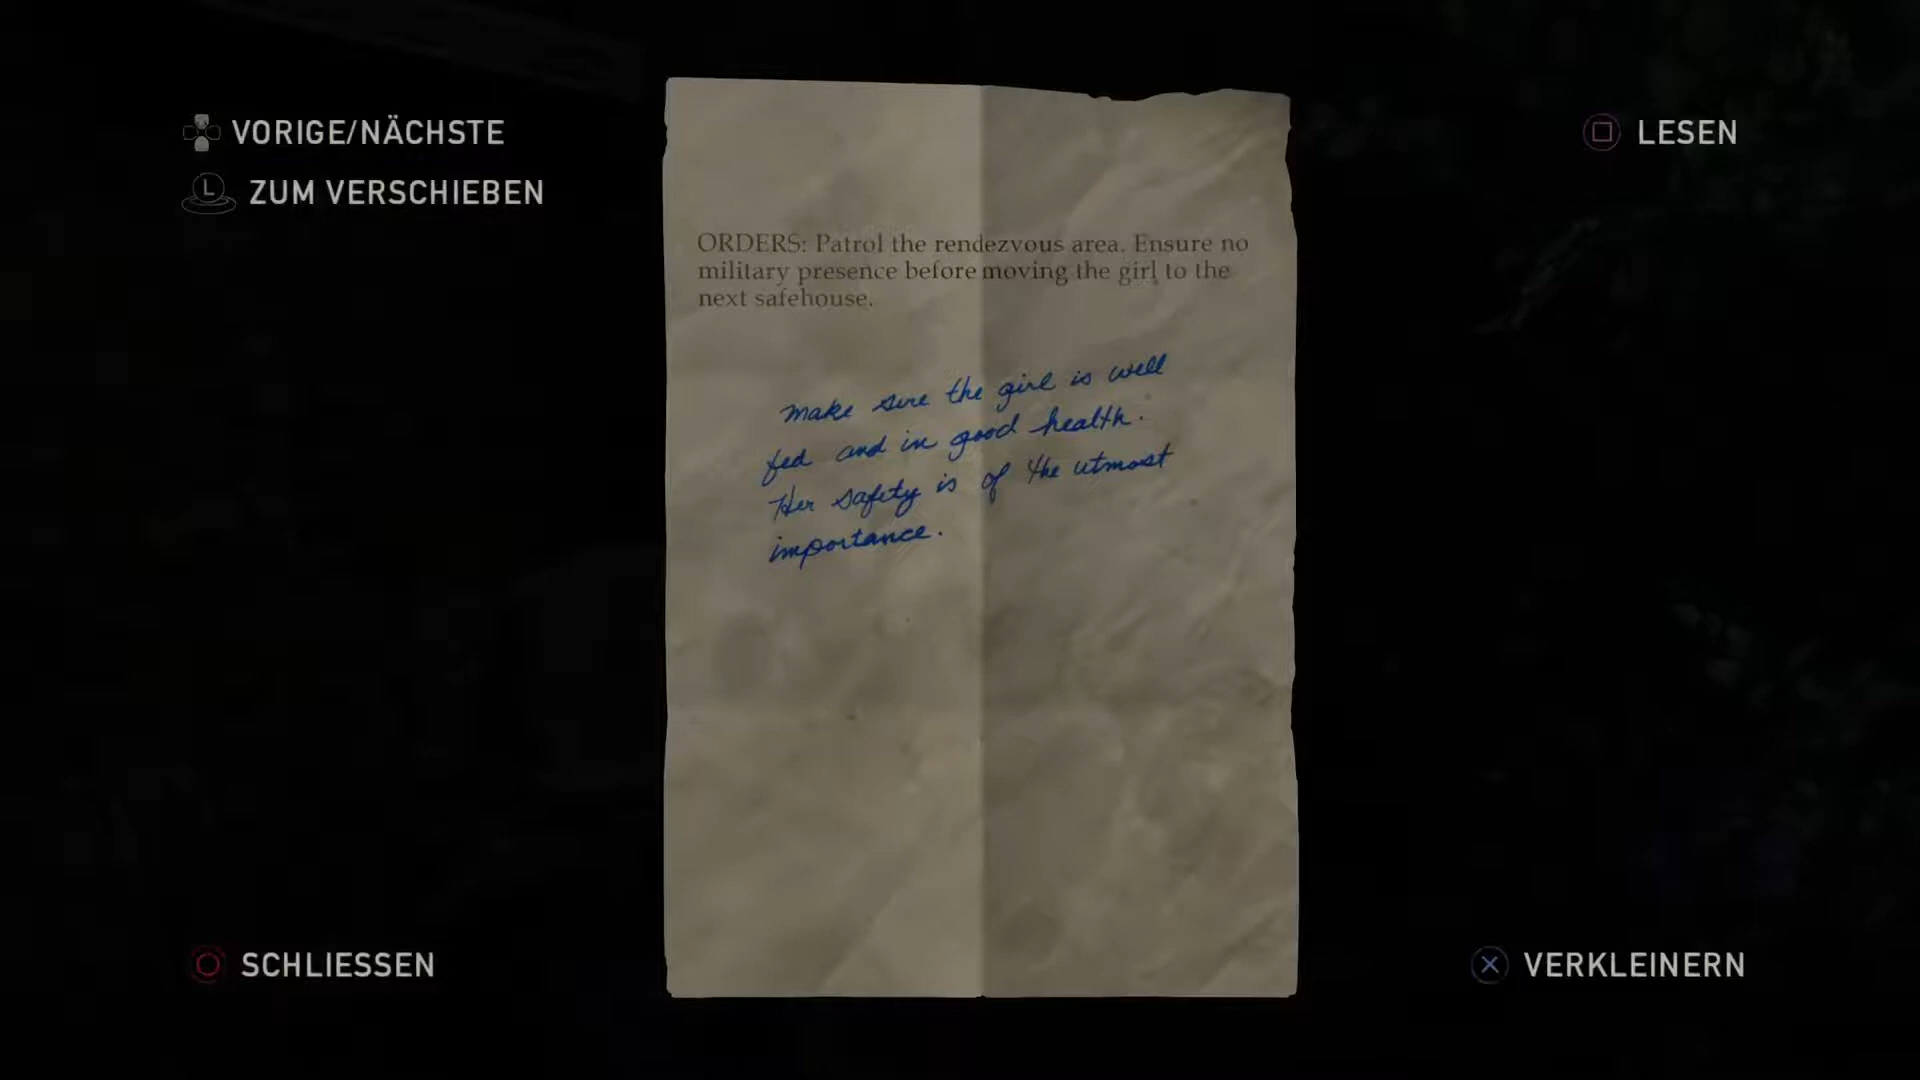 VORIGE/NÄCHSTE
L ZUM VERSCHIEBEN
LESEN
ORDERS: Patrol the rendezvous area. Ensure no
military presence before moving the girl to the
next safehouse.
Make sure the girl is well
fed and in good health.
Her safety is of the utmost
importance.
SCHLIESSEN
VERKLEINERN